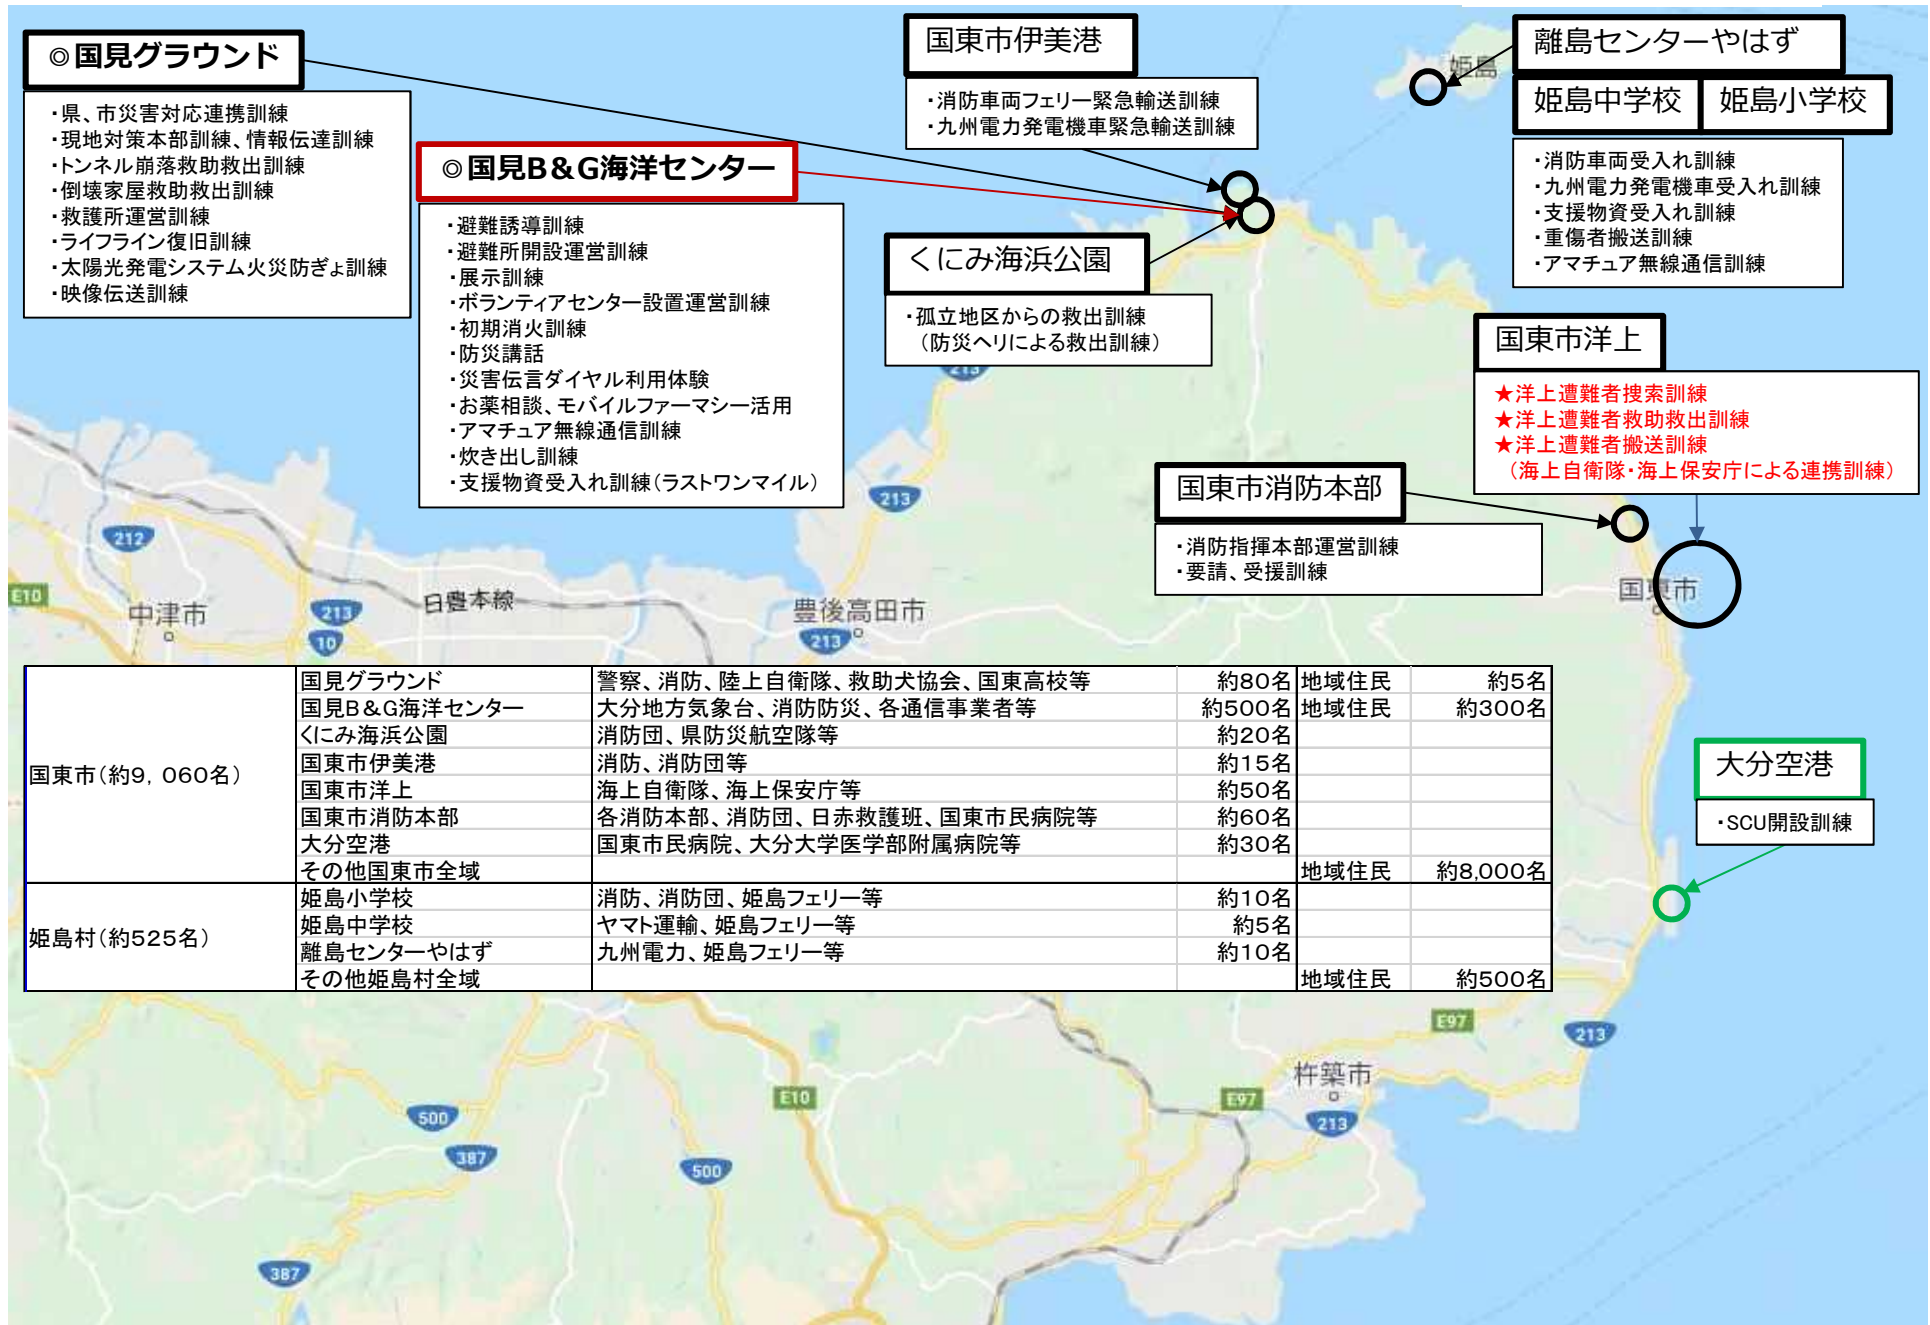 ◎国見グラウンド
・県、市災害対応連携訓練
・現地対策本部訓練、情報伝達訓練
・トンネル崩落救助救出訓練
・倒壊家屋救助救出訓練
・救護所運営訓練
・ライフライン復旧訓練
・太陽光発電システム火災防ぎょ訓練
・映像伝送訓練
◎国見B&G海洋センター
・避難誘導訓練
・避難所開設運営訓練
・展示訓練
・ボランティアセンター設置運営訓練
・初期消火訓練
・防災講話
・災害伝言ダイヤル利用体験
・お薬相談、モバイルファーマシー活用
・アマチュア無線通信訓練
・炊き出し訓練
・支援物資受入れ訓練(ラストワンマイル)
国東市伊美港
・消防車両フェリー緊急輸送訓練
・九州電力発電機車緊急輸送訓練
くにみ海浜公園
・孤立地区からの救出訓練
(防災ヘリによる救出訓練)
姫島
離島センターやはず
姫島中学校 姫島小学校
・消防車両受入れ訓練
・九州電力発電機車受入れ訓練
・支援物資受入れ訓練
・重傷者搬送訓練
・アマチュア無線通信訓練
国東市洋上
★洋上遭難者捜索訓練
★洋上遭難者救助救出訓練
★洋上遭難者搬送訓練
(海上自衛隊・海上保安庁による連携訓練)
国東市消防本部
・消防指揮本部運営訓練
・要請、受援訓練
213
213
212
E10
中津市
213
10
日豊本線
豊後高田市
213
国東市
国東市(約9,060名)
国見グラウンド 警察、消防、陸上自衛隊、救助犬協会、国東高校等 約80名 地域住民 約5名
国見B&G海洋センター 大分地方気象台、消防防災、各通信事業者等 約500名 地域住民 約300名
くにみ海浜公園 消防団、県防災航空隊等 約20名
国東市伊美港 消防、消防団等 約15名
国東市洋上 海上自衛隊、海上保安庁等 約50名
国東市消防本部 各消防本部、消防団、日赤救護班、国東市民病院等 約60名
大分空港 国東市民病院、大分大学医学部附属病院等 約30名
その他国東市全域 地域住民 約8,000名
姫島村(約525名)
姫島小学校 消防、消防団、姫島フェリー等 約10名
姫島中学校 ヤマト運輸、姫島フェリー等 約5名
離島センターやはず 九州電力、姫島フェリー等 約10名
その他姫島村全域 地域住民 約500名
大分空港
・SCU開設訓練
E97
213
杵築市
E10
E97
213
500
387
500
387